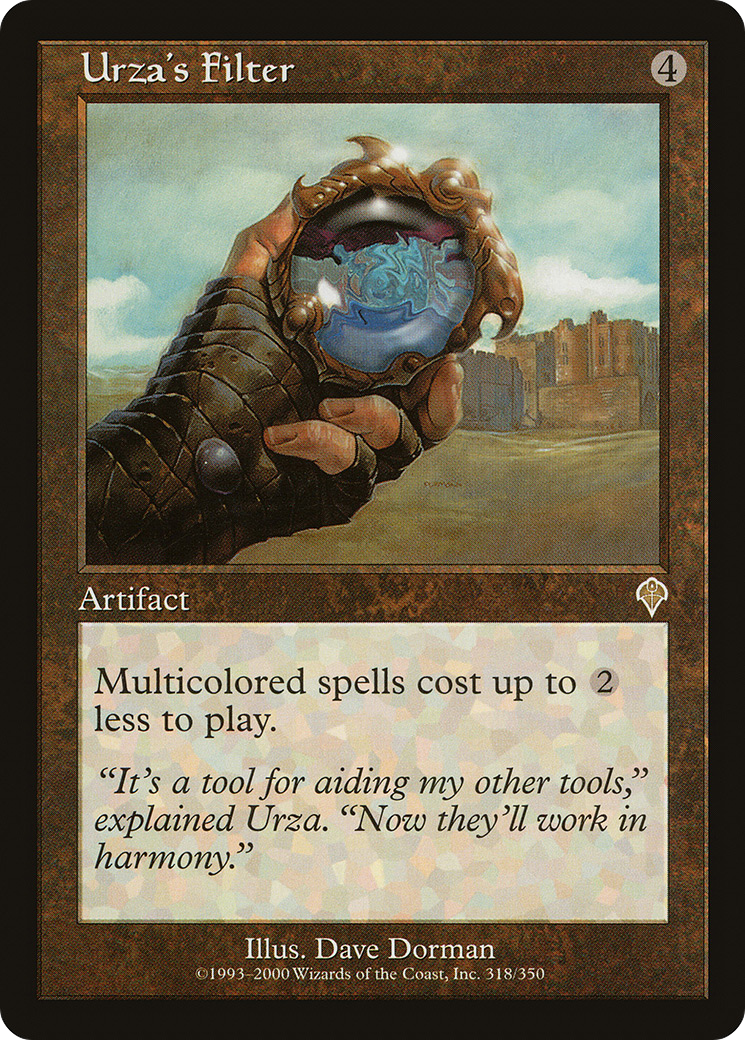 Urza's Filter
4
Artifact
Multicolored spells cost up to 2
less to play.
“It's a tool for aiding my other tools,”
explained Urza. “Now they'll work in
harmony.”
Illus. Dave Dorman
©1993–2000 Wizards of the Coast, Inc. 318/350